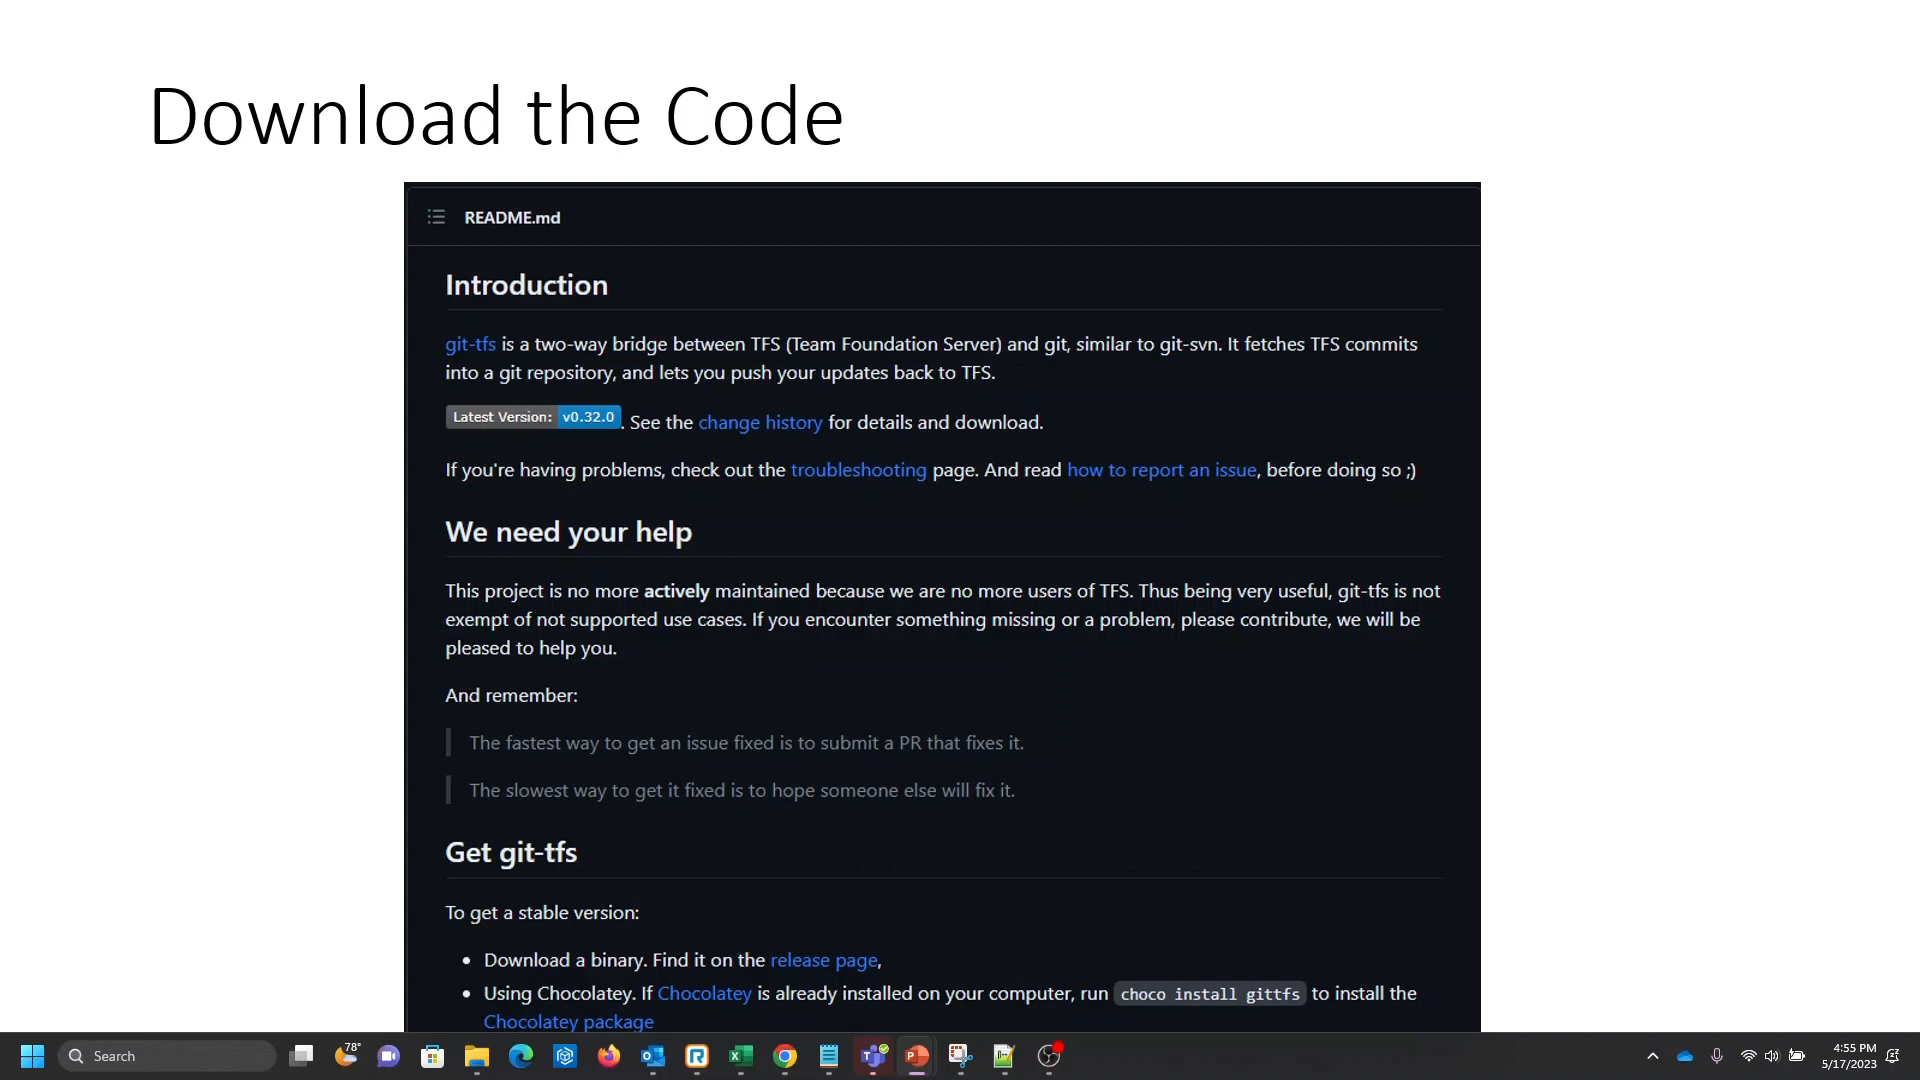 Download the Code
README.md
Introduction
git-tfs is a two-way bridge between TFS (Team Foundation Server) and git, similar to git-svn. It fetches TFS commits
into a git repository, and lets you push your updates back to TFS.
Latest Version: v0.32.0 . See the change history for details and download.
If you're having problems, check out the troubleshooting page. And read how to report an issue, before doing so ;)
We need your help
This project is no more actively maintained because we are no more users of TFS. Thus being very useful, git-tfs is not
exempt of not supported use cases. If you encounter something missing or a problem, please contribute, we will be
pleased to help you.
And remember:
The fastest way to get an issue fixed is to submit a PR that fixes it.
The slowest way to get it fixed is to hope someone else will fix it.
Get git-tfs
To get a stable version:
• Download a binary. Find it on the release page,
• Using Chocolatey. If Chocolatey is already installed on your computer, run choco install gittfs to install the
Chocolatey package
Search
78°
4:55 PM
5/17/2023